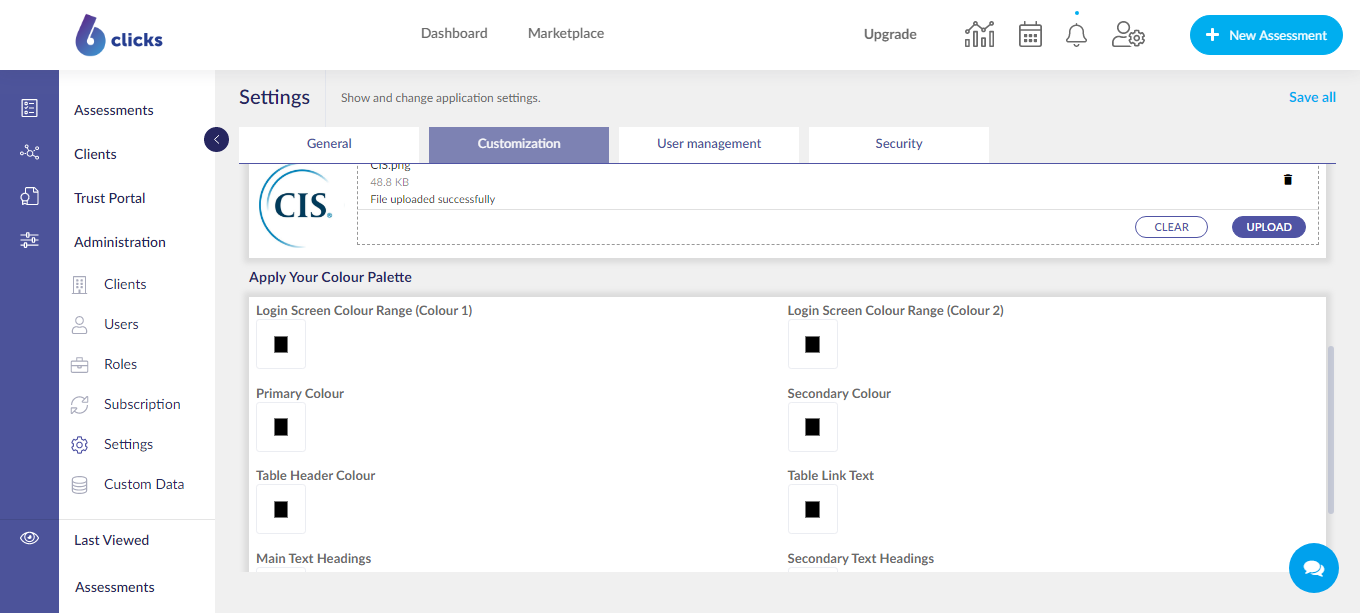 6 clicks
Dashboard
Marketplace
Upgrade
New Assessment
Assessments
Clients
Trust Portal
Administration
Clients
Users
Roles
Subscription
Settings
Custom Data
Last Viewed
Assessments
Settings
Show and change application settings.
Save all
General
Customization
User management
Security
CIS.png
48.8 KB
File uploaded successfully
CIS.®
CLEAR
UPLOAD
Apply Your Colour Palette
Login Screen Colour Range (Colour 1)
Login Screen Colour Range (Colour 2)
Primary Colour
Secondary Colour
Table Header Colour
Table Link Text
Main Text Headings
Secondary Text Headings